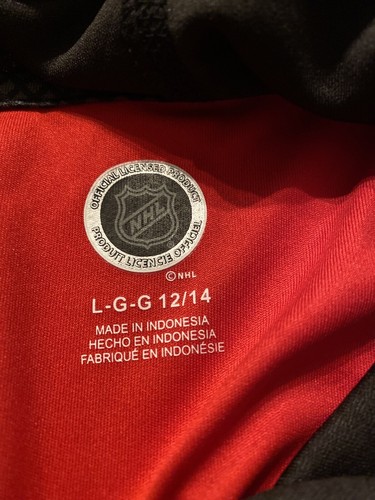 OFFICIAL LICENSED PRODUCT
NHL
PRODUIT LICENCIÉ OFFICIEL
©NHL
L-G-G 12/14
MADE IN INDONESIA
HECHO EN INDONESIA
FABRIQUÉ EN INDONÉSIE